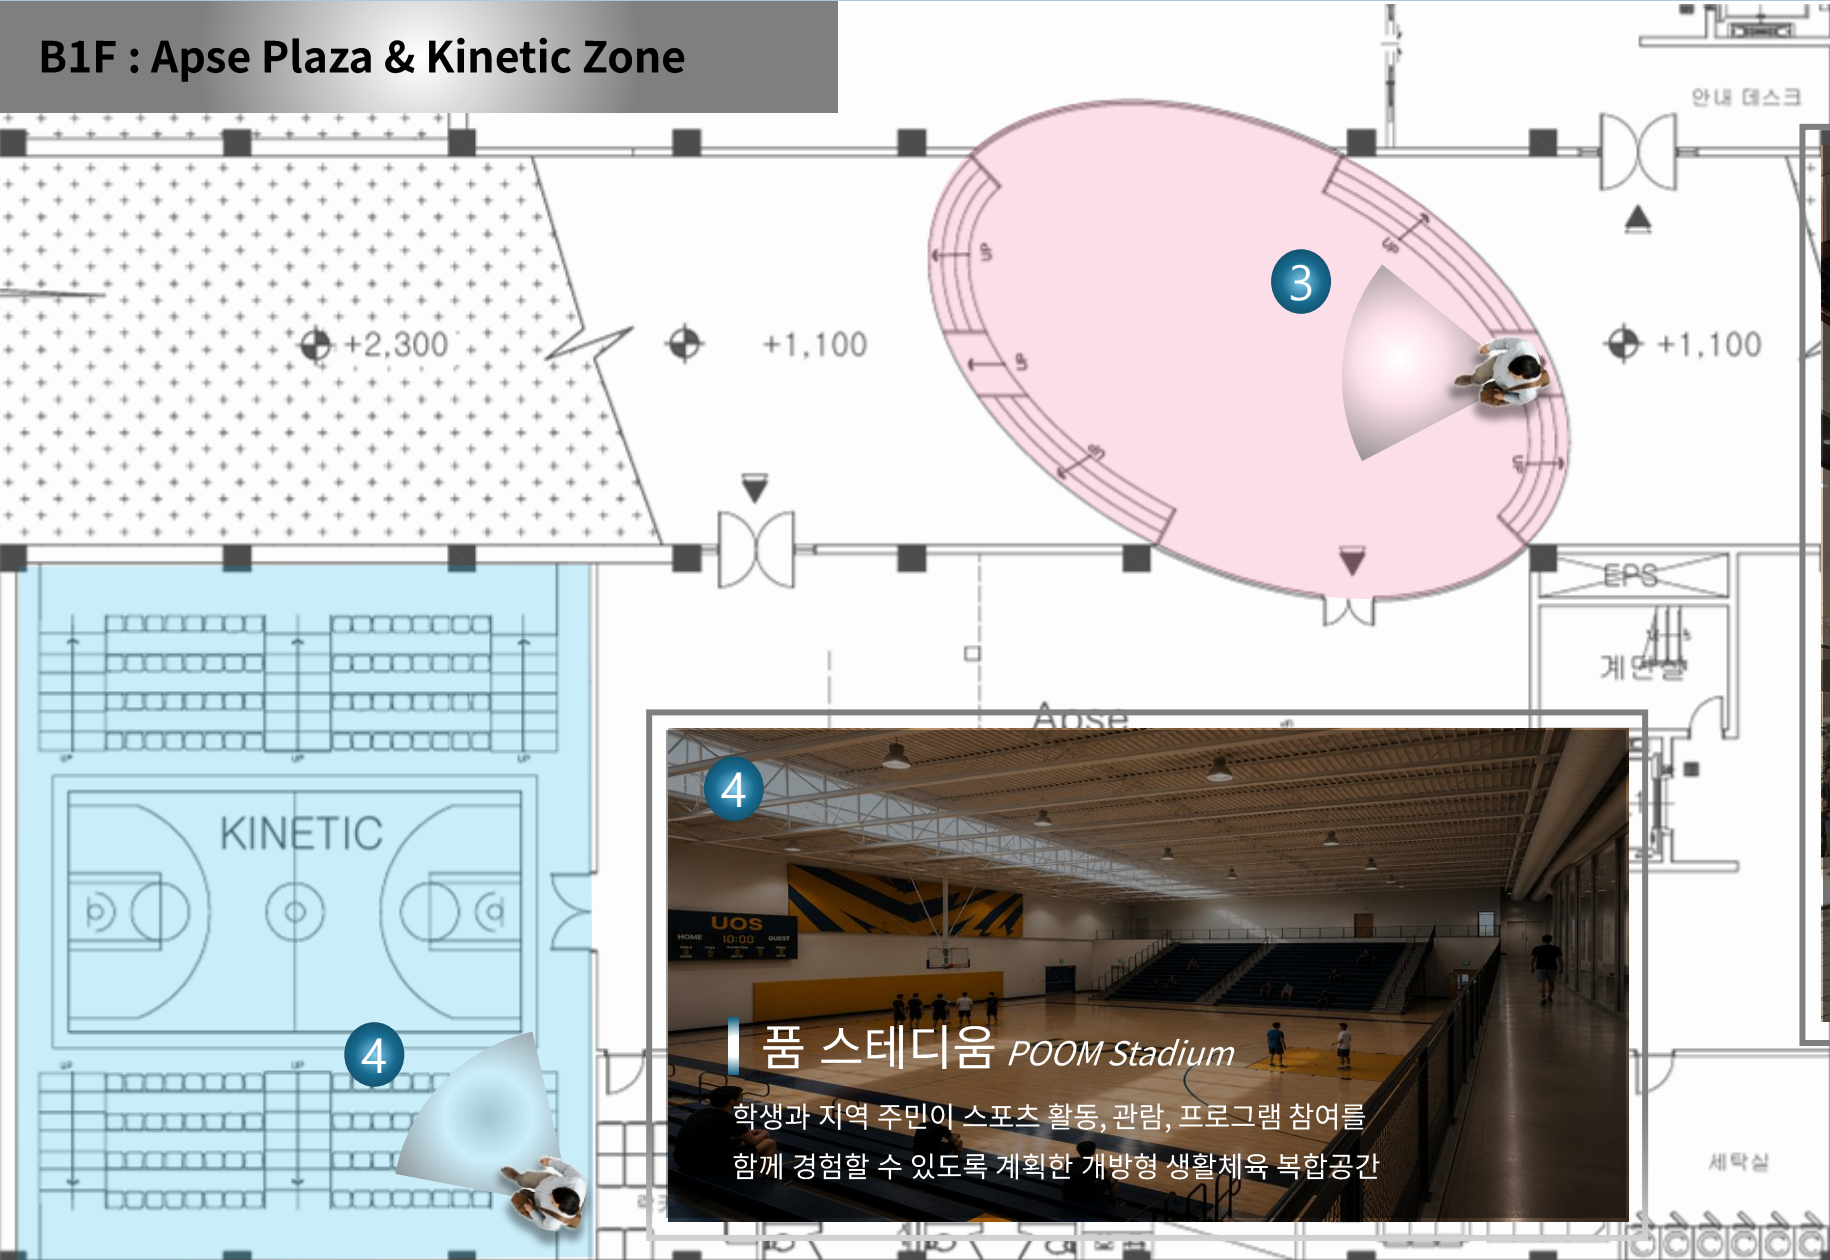 B1F : Apse Plaza & Kinetic Zone
안내 데스크
UP
3
+2,300
+1,100
+1,100
UP
EPS
계단실
Apse
KINETIC
4
4
UOS
HOME
10:00
GUEST
품 스테디움 POOM Stadium
학생과 지역 주민이 스포츠 활동, 관람, 프로그램 참여를
함께 경험할 수 있도록 계획한 개방형 생활체육 복합공간
세탁실